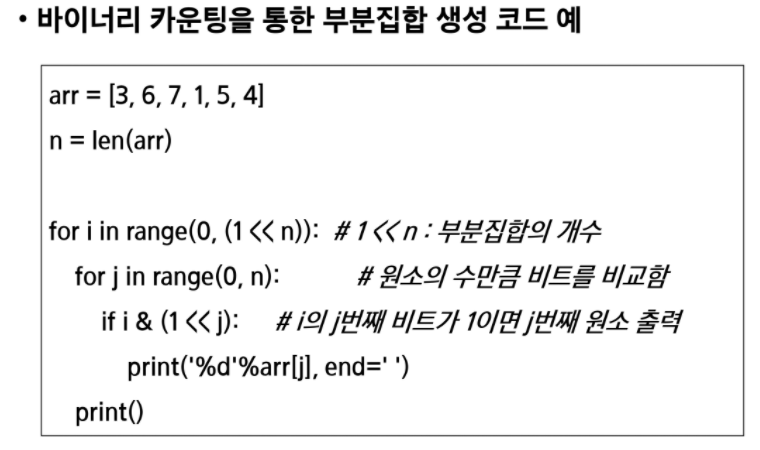 • 바이너리 카운팅을 통한 부분집합 생성 코드 예
arr = [3, 6, 7, 1, 5, 4]
n = len(arr)
for i in range(0, (1 << n)): # 1 << n : 부분집합의 개수
for j in range(0, n): # 원소의 수만큼 비트를 비교함
if i & (1 << j): # i의 j번째 비트가 1이면 j번째 원소 출력
print('%d'%arr[j], end=' ')
print()